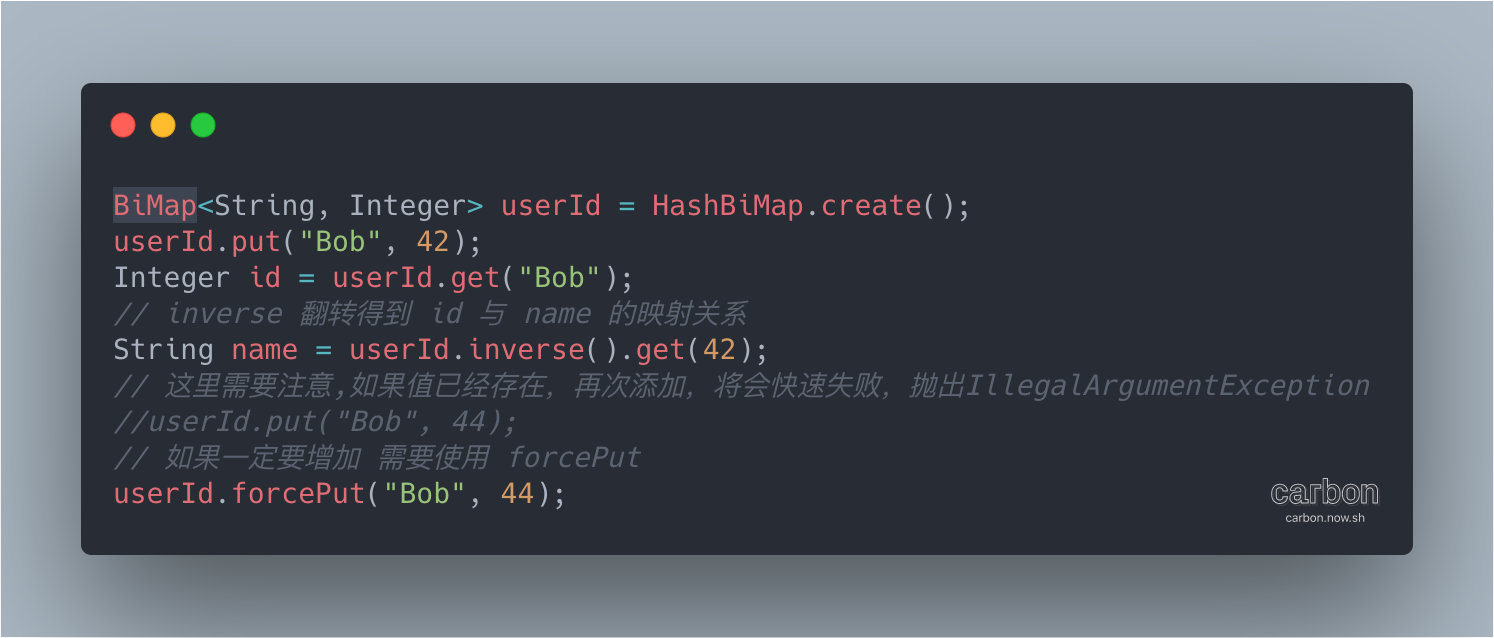 BiMap<String, Integer> userId = HashBiMap.create();
userId.put("Bob", 42);
Integer id = userId.get("Bob");
// inverse 翻转得到 id 与 name 的映射关系
String name = userId.inverse().get(42);
// 这里需要注意,如果值已经存在，再次添加，将会快速失败，抛出IllegalArgumentException
//userId.put("Bob", 44);
// 如果一定要增加 需要使用 forcePut
userId.forcePut("Bob", 44);
carbon
carbon.now.sh